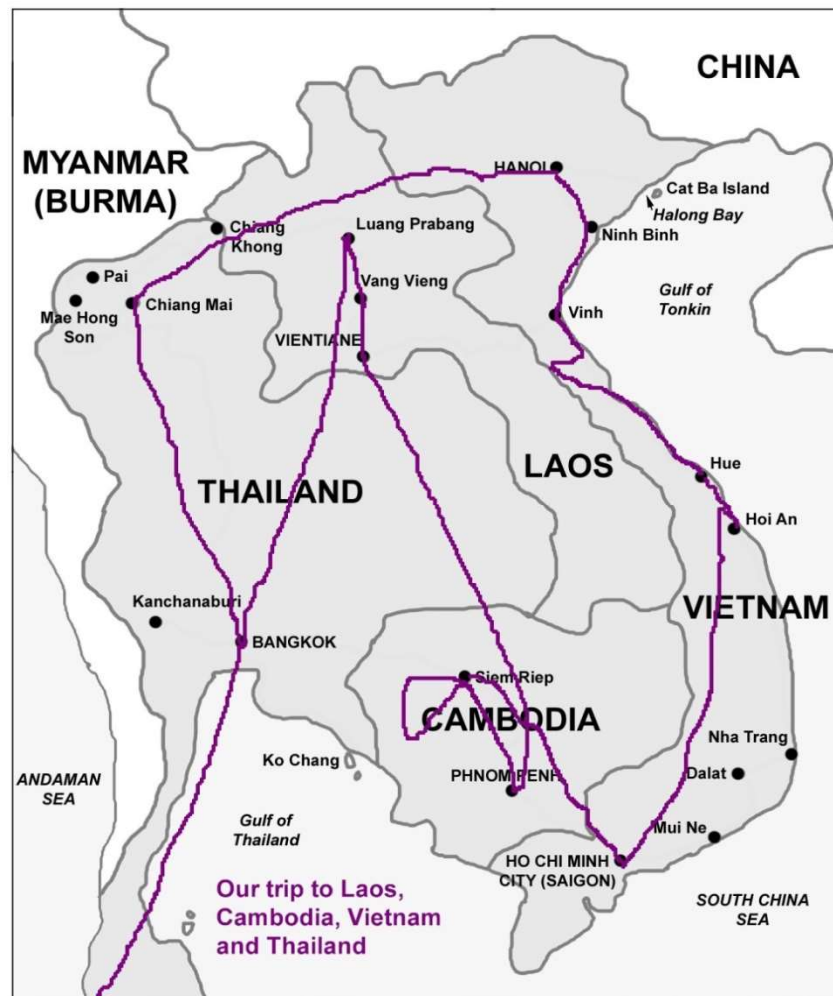 CHINA
MYANMAR
(BURMA)
HANOI
Cat Ba Island
Halong Bay
Chiang
Khong
Luang Prabang
Ninh Binh
Pai
Mae Hong
Son
Chiang Mai
Vang Vieng
Gulf of
Tonkin
Vinh
VIENTIANE
LAOS
THAILAND
Hue
Hoi An
Kanchanaburi
BANGKOK
VIETNAM
Siem Riep
CAMBODIA
Nha Trang
Ko Chang
PHNOM PENH
Dalat
ANDAMAN
SEA
Gulf of
Thailand
Mui Ne
HO CHI MINH
CITY (SAIGON)
Our trip to Laos,
Cambodia, Vietnam
and Thailand
SOUTH CHINA
SEA